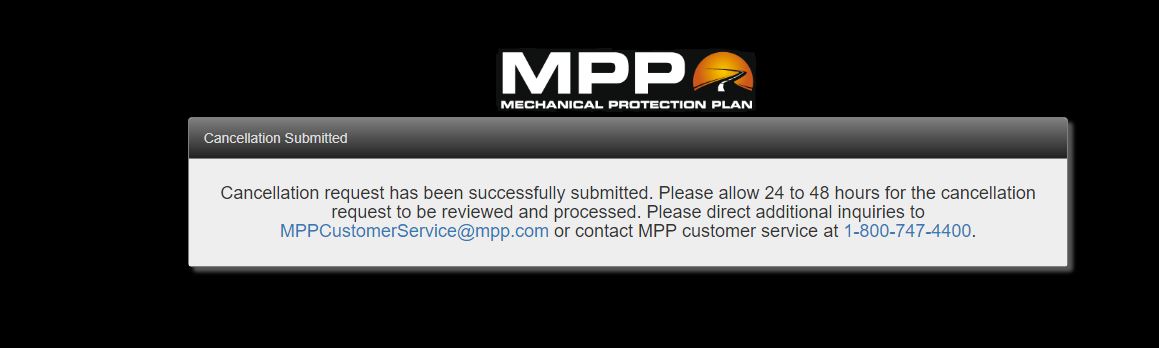 MPP
MECHANICAL PROTECTION PLAN
Cancellation Submitted
Cancellation request has been successfully submitted. Please allow 24 to 48 hours for the cancellation
request to be reviewed and processed. Please direct additional inquiries to
MPPCustomerService@mpp.com or contact MPP customer service at 1-800-747-4400.